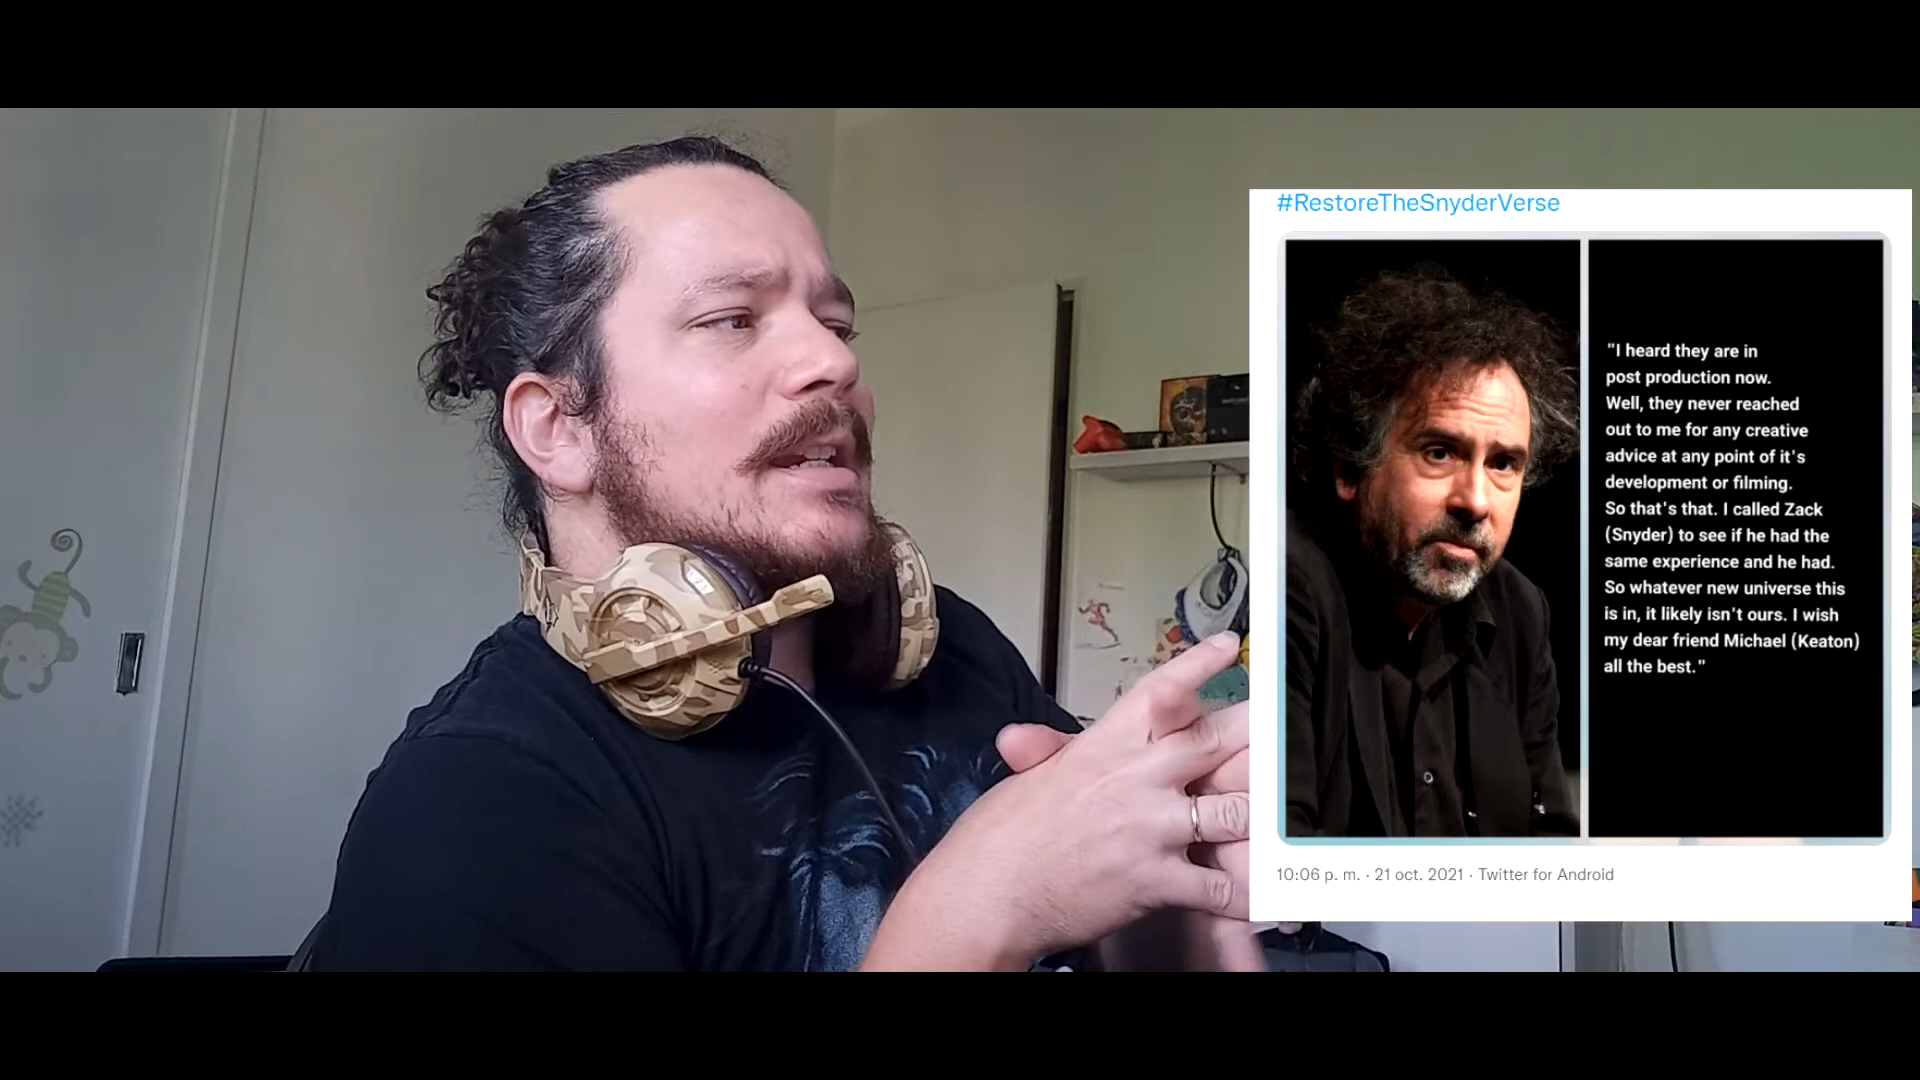 #RestoreTheSnyderVerse
"I heard they are in
post production now.
Well, they never reached
out to me for any creative
advice at any point of it's
development or filming.
So that's that. I called Zack
(Snyder) to see if he had the
same experience and he had.
So whatever new universe this
is in, it likely isn't ours. I wish
my dear friend Michael (Keaton)
all the best."
10:06 p. m. · 21 oct. 2021 · Twitter for Android